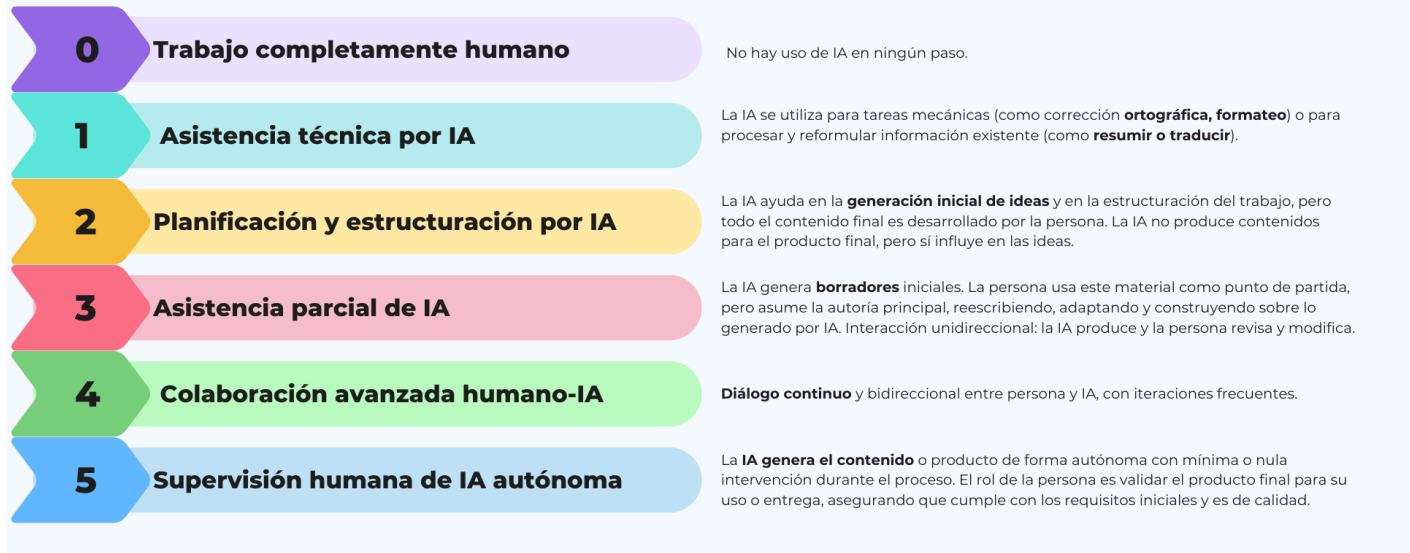 0
Trabajo completamente humano
No hay uso de IA en ningún paso.
1
Asistencia técnica por IA
La IA se utiliza para tareas mecánicas (como corrección ortográfica, formateo) o para
procesar y reformular información existente (como resumir o traducir).
2
Planificación y estructuración por IA
La IA ayuda en la generación inicial de ideas y en la estructuración del trabajo, pero
todo el contenido final es desarrollado por la persona. La IA no produce contenidos
para el producto final, pero sí influye en las ideas.
3
Asistencia parcial de IA
La IA genera borradores iniciales. La persona usa este material como punto de partida,
pero asume la autoría principal, reescribiendo, adaptando y construyendo sobre lo
generado por IA. Interacción unidireccional: la IA produce y la persona revisa y modifica.
4
Colaboración avanzada humano-IA
Diálogo continuo y bidireccional entre persona y IA, con iteraciones frecuentes.
5
Supervisión humana de IA autónoma
La IA genera el contenido o producto de forma autónoma con mínima o nula
intervención durante el proceso. El rol de la persona es validar el producto final para su
uso o entrega, asegurando que cumple con los requisitos iniciales y es de calidad.